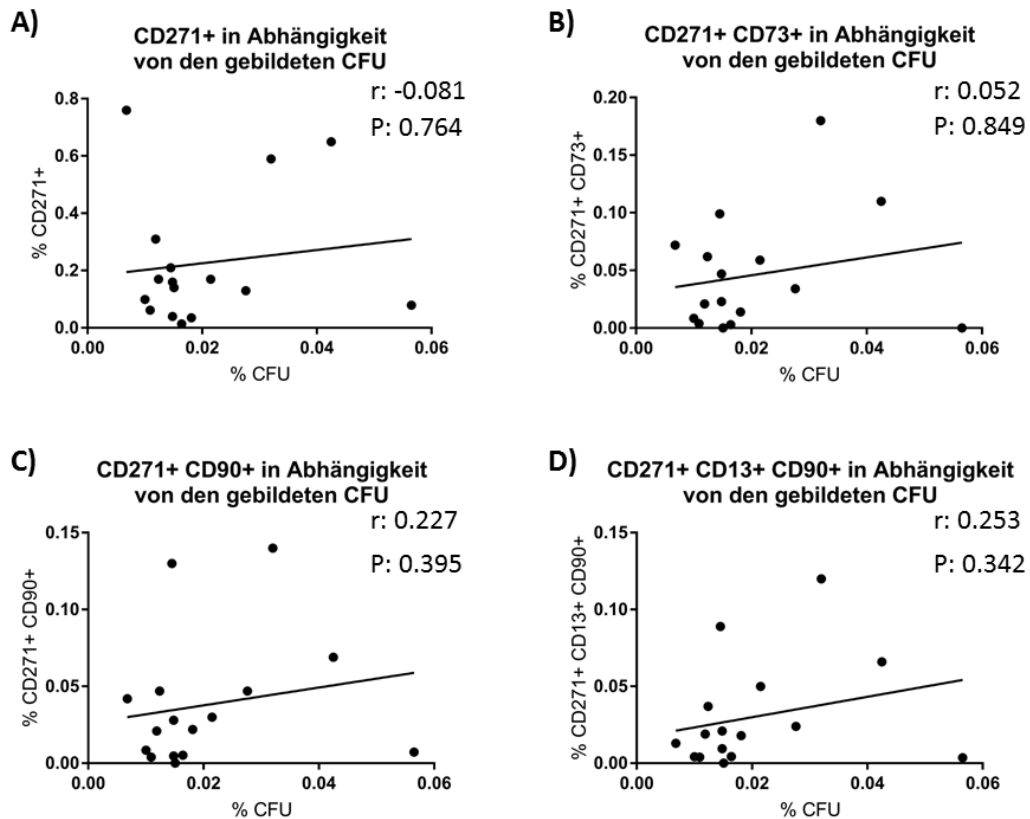 A)
CD271+ in Abhängigkeit
von den gebildeten CFU
r: -0.081
P: 0.764
0.8
0.6
0.4
0.2
0.0
% CD271+
0.00 0.02 0.04 0.06
% CFU
B)
CD271+ CD73+ in Abhängigkeit
von den gebildeten CFU
r: 0.052
P: 0.849
0.20
0.15
0.10
0.05
0.00
% CD271+ CD73+
0.00 0.02 0.04 0.06
% CFU
C)
CD271+ CD90+ in Abhängigkeit
von den gebildeten CFU
r: 0.227
P: 0.395
0.15
0.10
0.05
0.00
% CD271+ CD90+
0.00 0.02 0.04 0.06
% CFU
D)
CD271+ CD13+ CD90+ in Abhängigkeit
von den gebildeten CFU
r: 0.253
P: 0.342
0.15
0.10
0.05
0.00
% CD271+ CD13+ CD90+
0.00 0.02 0.04 0.06
% CFU